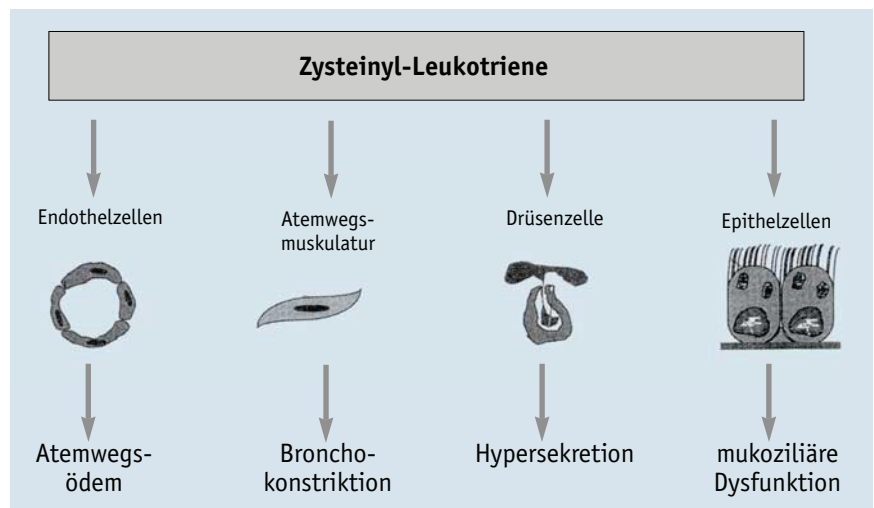 Zysteinyl-Leukotriene
Endothelzellen
Atemwegs-
muskulatur
Drüsenzelle
Epithelzellen
Atemwegs-
ödem
Broncho-
konstriktion
Hypersekretion
mukoziliäre
Dysfunktion